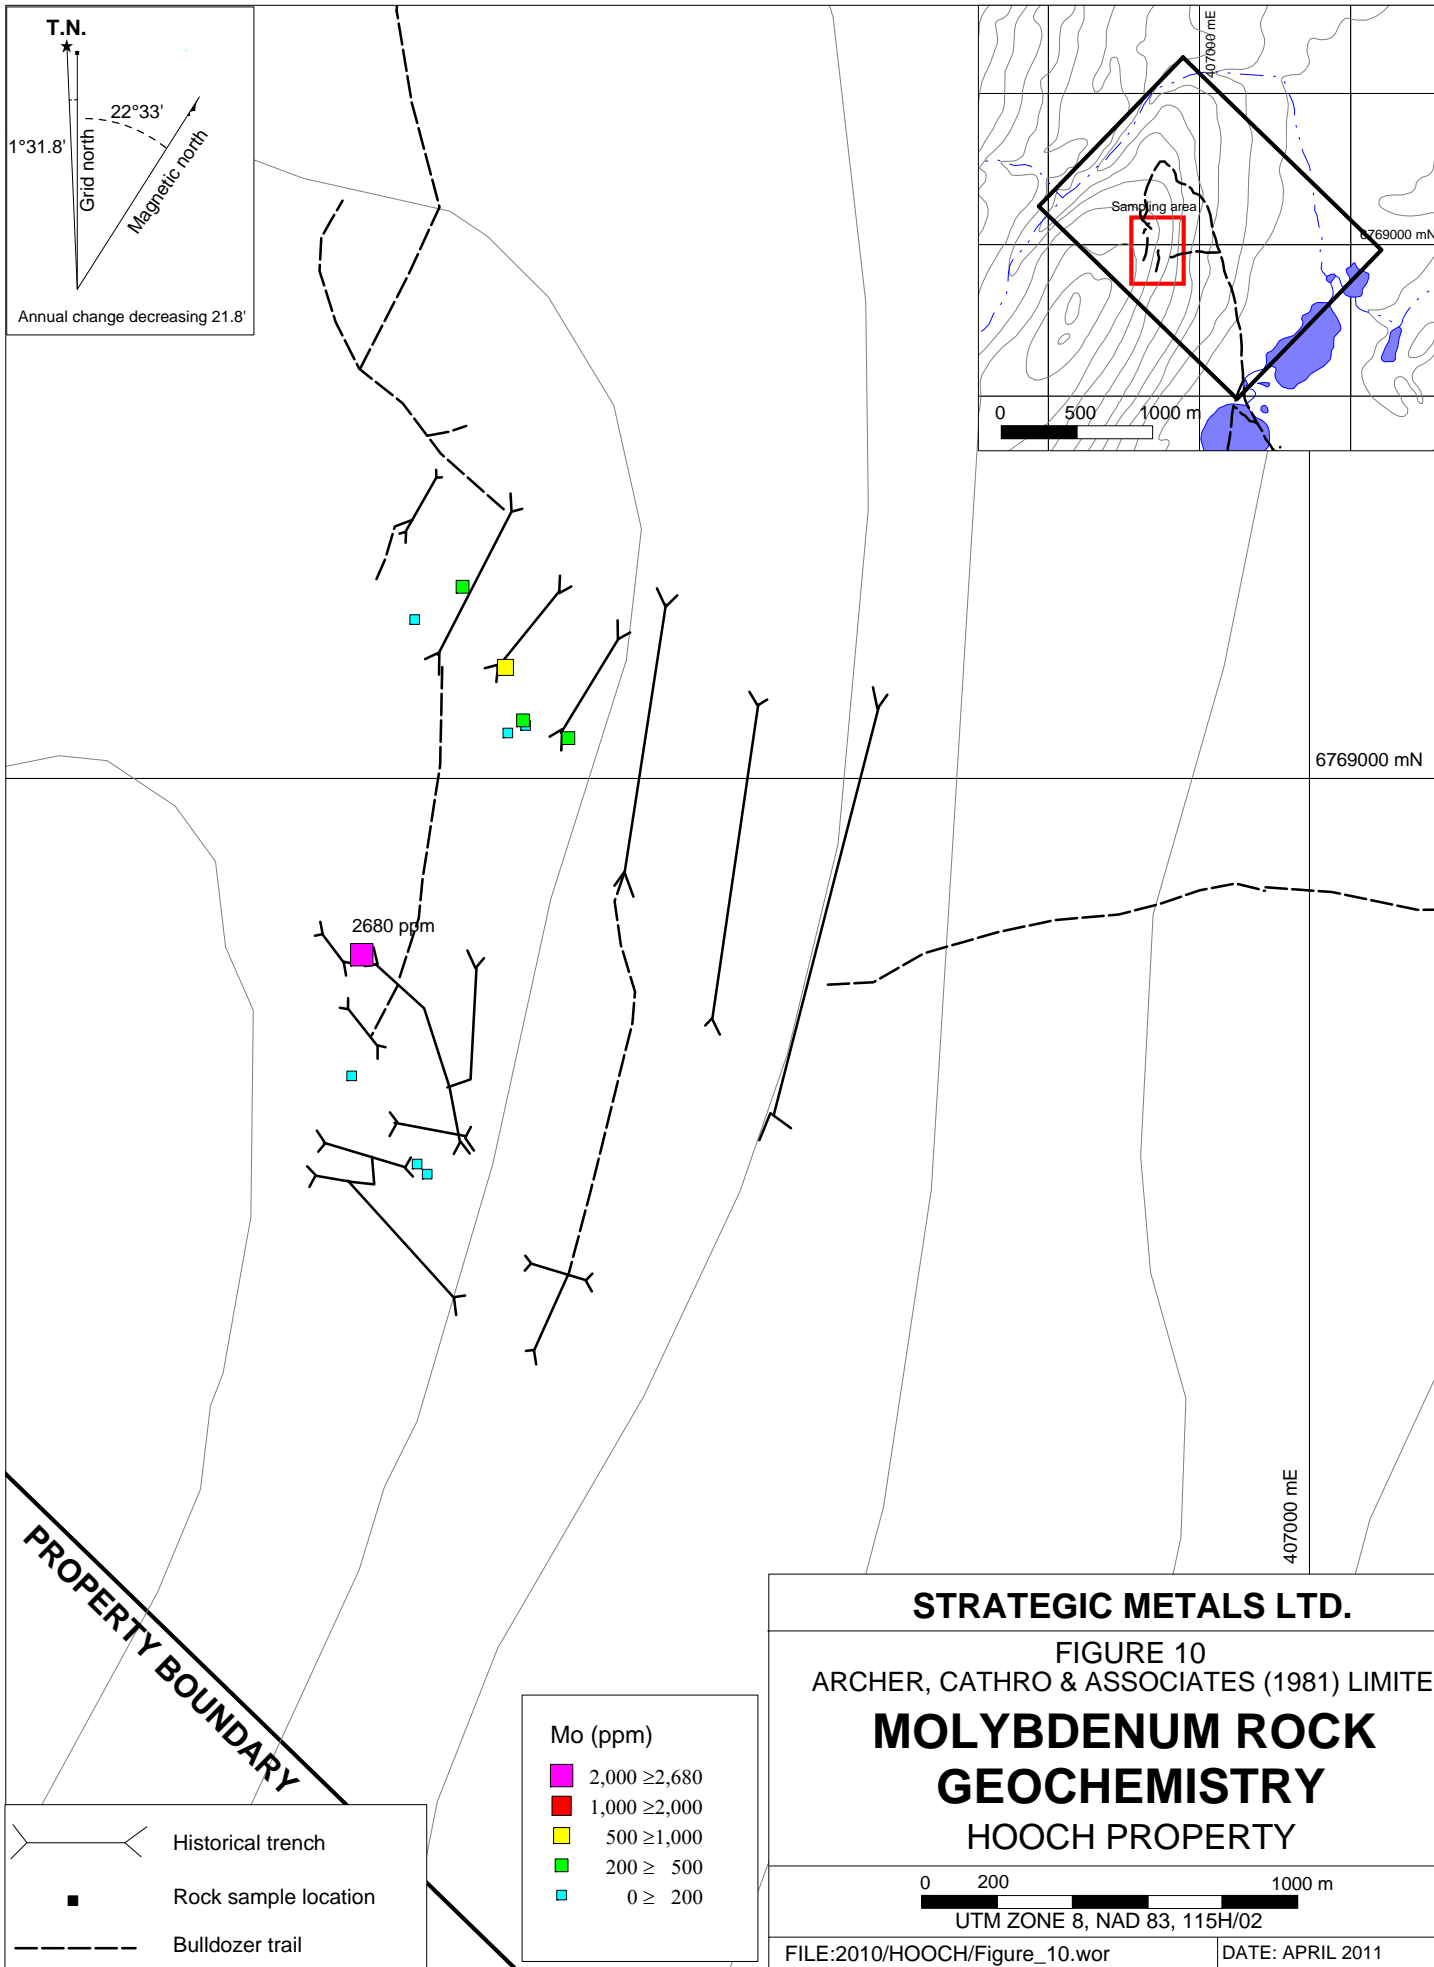 T.N.
22°33'
1°31.8'
Grid north
Magnetic north
Annual change decreasing 21.8'
407000 mE
Sampling area
6769000 mN
0 500 1000 m
6769000 mN
2680 ppm
407000 mE
PROPERTY BOUNDARY
Historical trench
Rock sample location
Bulldozer trail
Mo (ppm)
2,000 ≥2,680
1,000 ≥2,000
500 ≥1,000
200 ≥ 500
0 ≥ 200
STRATEGIC METALS LTD.
FIGURE 10
ARCHER, CATHRO & ASSOCIATES (1981) LIMITE
MOLYBDENUM ROCK
GEOCHEMISTRY
HOOCH PROPERTY
0 200 1000 m
UTM ZONE 8, NAD 83, 115H/02
FILE:2010/HOOCH/Figure_10.wor
DATE: APRIL 2011